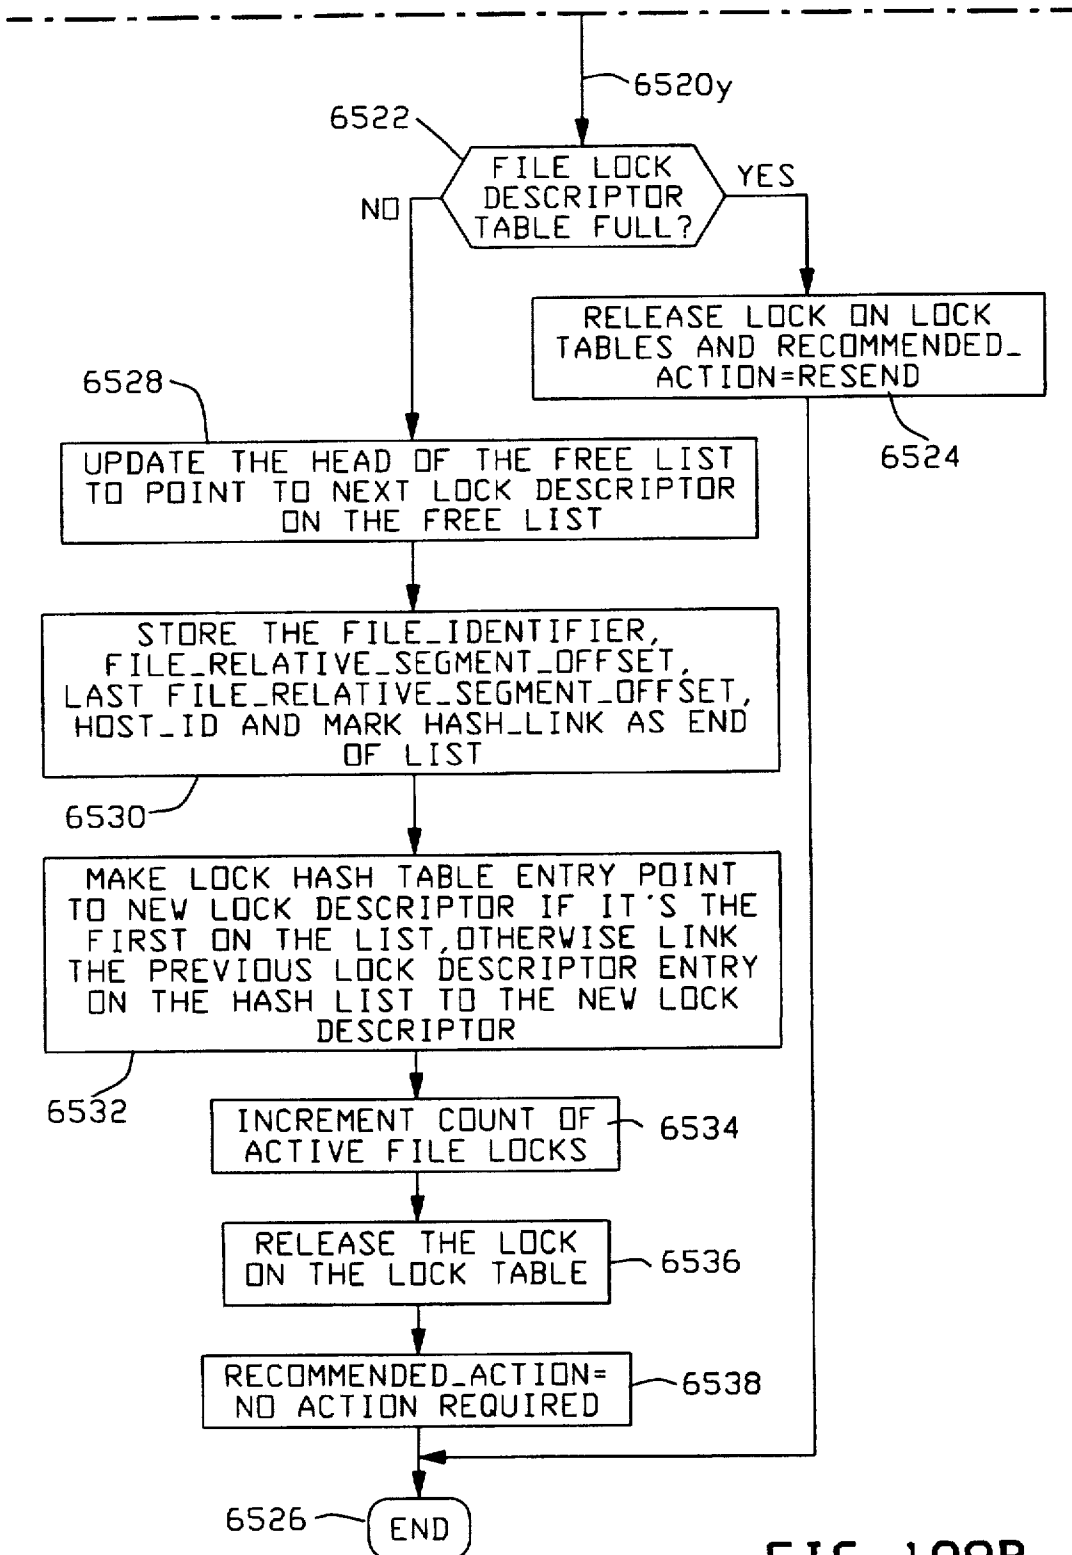 6520y
6522
FILE LOCK
DESCRIPTOR
TABLE FULL?
YES
NO
RELEASE LOCK ON LOCK
TABLES AND RECOMMENDED_
ACTION=RESEND
6524
6528
UPDATE THE HEAD OF THE FREE LIST
TO POINT TO NEXT LOCK DESCRIPTOR
ON THE FREE LIST
STORE THE FILE_IDENTIFIER,
FILE_RELATIVE_SEGMENT_OFFSET,
LAST FILE_RELATIVE_SEGMENT_OFFSET,
HOST_ID AND MARK HASH_LINK AS END
OF LIST
6530
MAKE LOCK HASH TABLE ENTRY POINT
TO NEW LOCK DESCRIPTOR IF IT'S THE
FIRST ON THE LIST,OTHERWISE LINK
THE PREVIOUS LOCK DESCRIPTOR ENTRY
ON THE HASH LIST TO THE NEW LOCK
DESCRIPTOR
6532
INCREMENT COUNT OF
ACTIVE FILE LOCKS
6534
RELEASE THE LOCK
ON THE LOCK TABLE
6536
RECOMMENDED_ACTION=
NO ACTION REQUIRED
6538
6526
END